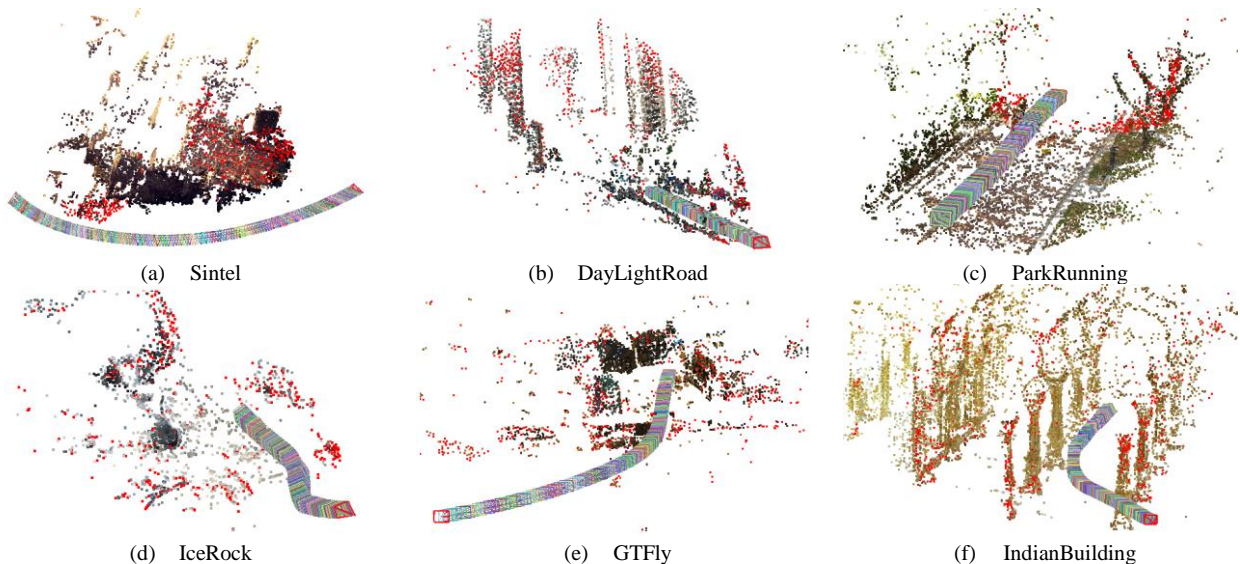 (a) Sintel
(b) DayLightRoad
(c) ParkRunning
(d) IceRock
(e) GTFly
(f) IndianBuilding